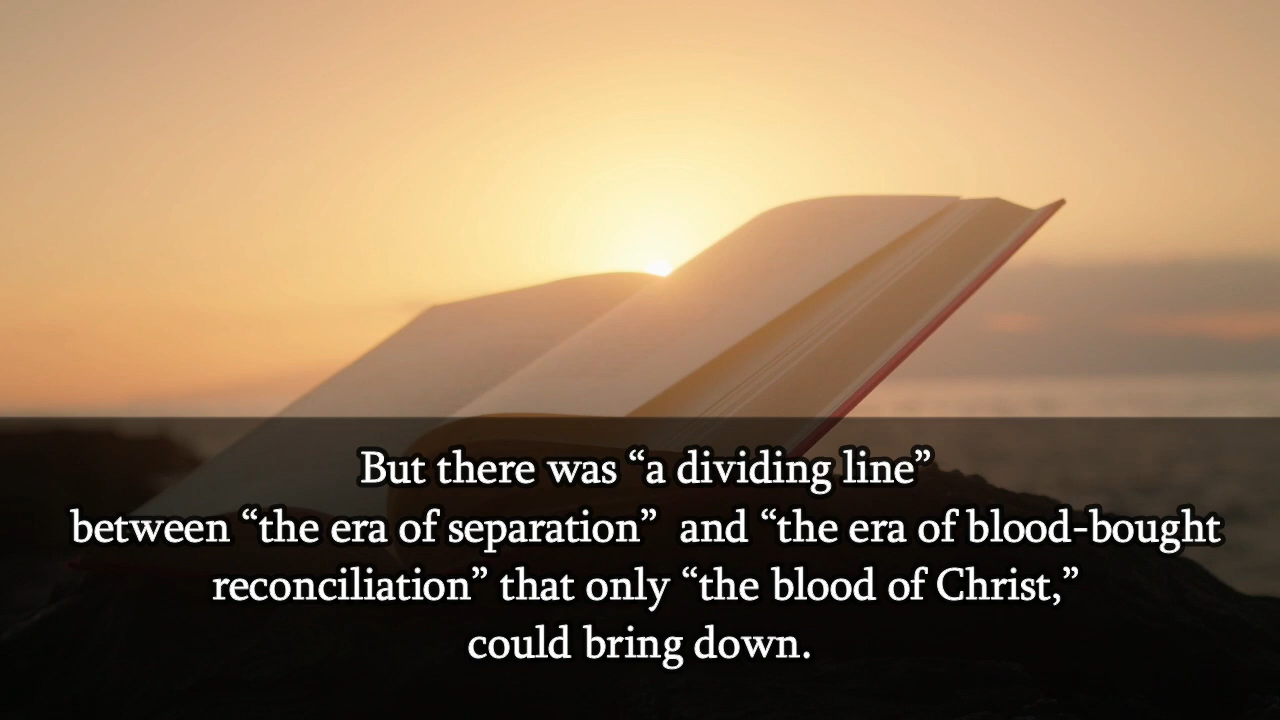 But there was “a dividing line”
between “the era of separation”  and “the era of blood-bought
reconciliation” that only “the blood of Christ,”
could bring down.